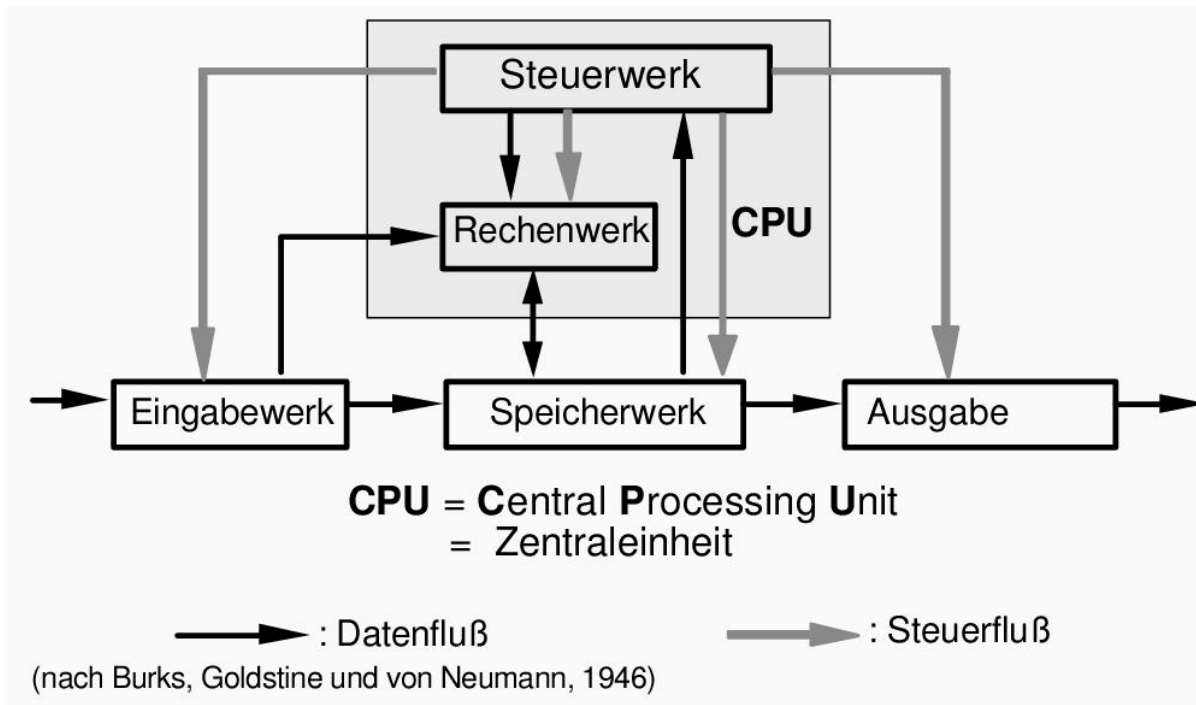 Steuerwerk
Rechenwerk
CPU
Eingabewerk
Speicherwerk
Ausgabe
CPU = Central Processing Unit
= Zentraleinheit
: Datenfluß
: Steuerfluß
(nach Burks, Goldstine und von Neumann, 1946)